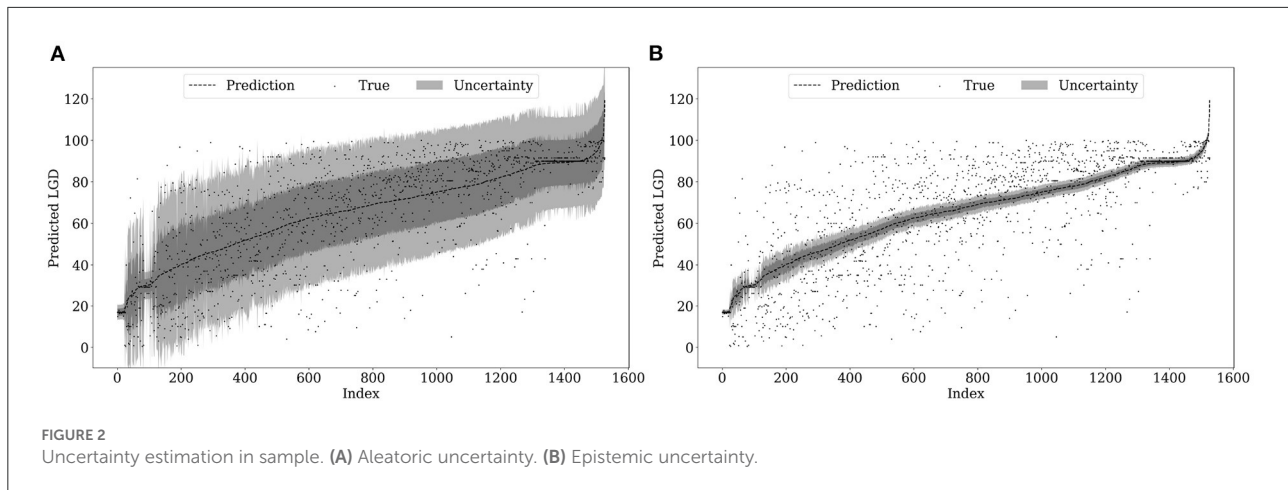 A
B
Prediction True Uncertainty
Prediction True Uncertainty
Predicted LGD
120
100
80
60
40
20
0
0 200 400 600 800 1000 1200 1400 1600
Index
Predicted LGD
120
100
80
60
40
20
0
0 200 400 600 800 1000 1200 1400 1600
Index
FIGURE 2
Uncertainty estimation in sample. (A) Aleatoric uncertainty. (B) Epistemic uncertainty.